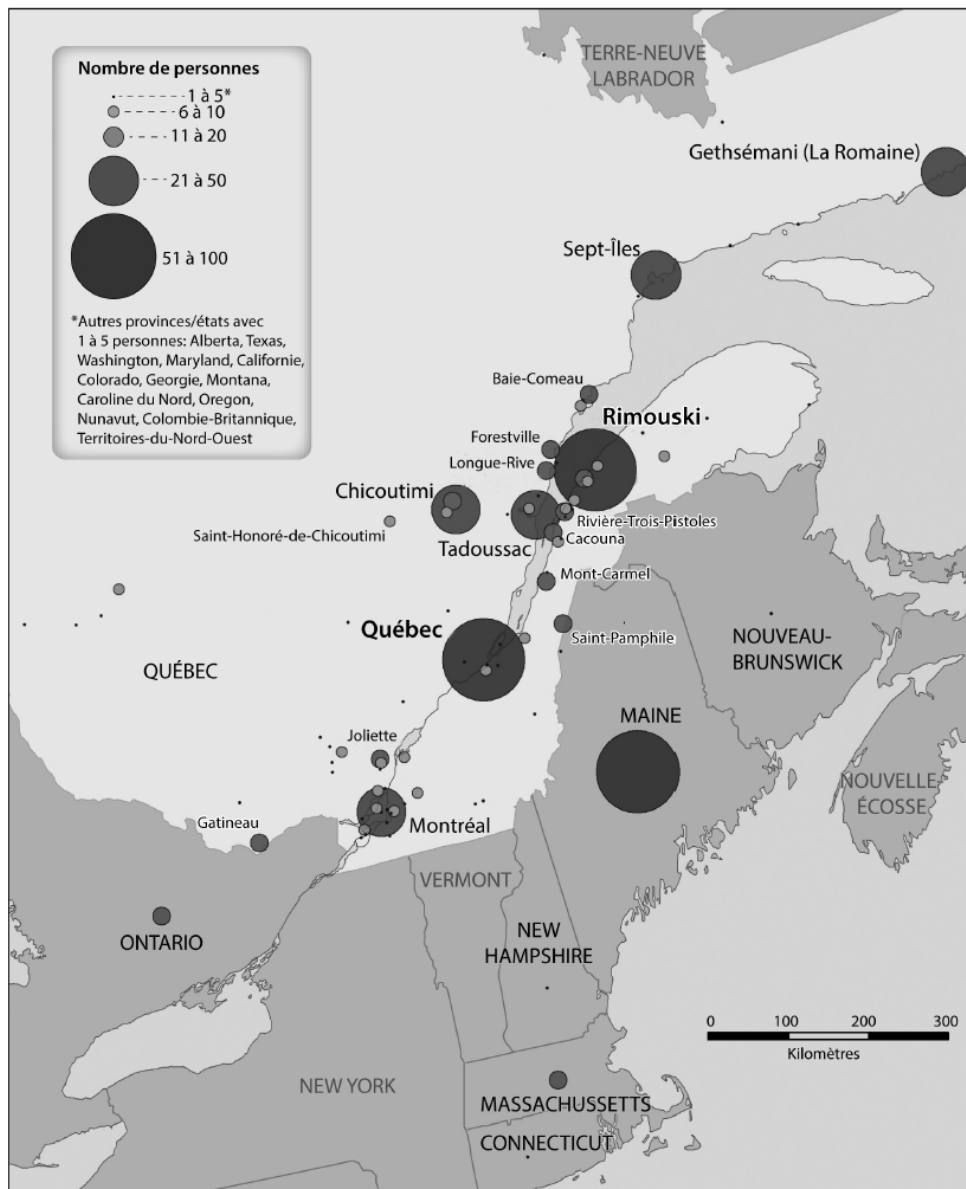 Nombre de personnes
1 à 5*
6 à 10
11 à 20
21 à 50
51 à 100
*Autres provinces/états avec
1 à 5 personnes: Alberta, Texas,
Washington, Maryland, Californie,
Colorado, Georgie, Montana,
Caroline du Nord, Oregon,
Nunavut, Colombie-Britannique,
Territoires-du-Nord-Ouest
TERRE-NEUVE
LABRADOR
Gethsémani (La Romaine)
Sept-Îles
Baie-Comeau
Rimouski
Forestville
Longue-Rive
Chicoutimi
Saint-Honoré-de-Chicoutimi
Rivière-Trois-Pistoles
Cacouna
Tadoussac
Mont-Carmel
Québec
Saint-Pamphile
QUÉBEC
NOUVEAU-
BRUNSWICK
MAINE
Joliette
NOUVELLE
ÉCOSSE
Gatineau
Montréal
VERMONT
ONTARIO
NEW
HAMPSHIRE
0 100 200 300
Kilomètres
NEW YORK
MASSACHUSSETTS
CONNECTICUT